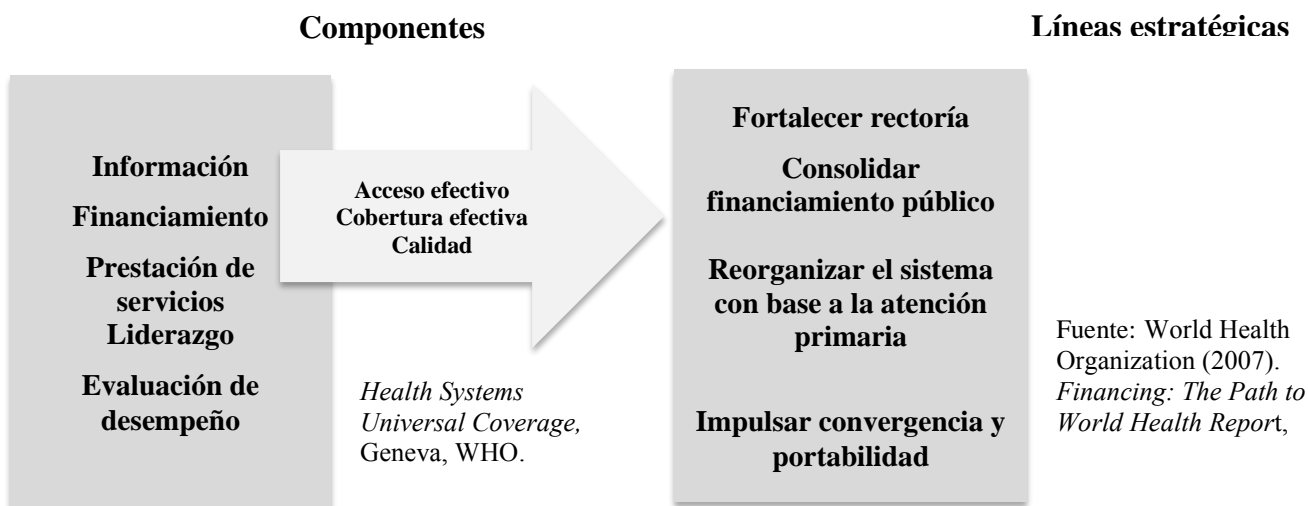 Componentes
Líneas estratégicas
Información
Financiamiento
Prestación de
servicios
Liderazgo
Evaluación de
desempeño
Acceso efectivo
Cobertura efectiva
Calidad
Fortalecer rectoría
Consolidar
financiamiento público
Reorganizar el sistema
con base a la atención
primaria
Impulsar convergencia y
portabilidad
Health Systems
Universal Coverage,
Geneva, WHO.
Fuente: World Health
Organization (2007).
Financing: The Path to
World Health Report,